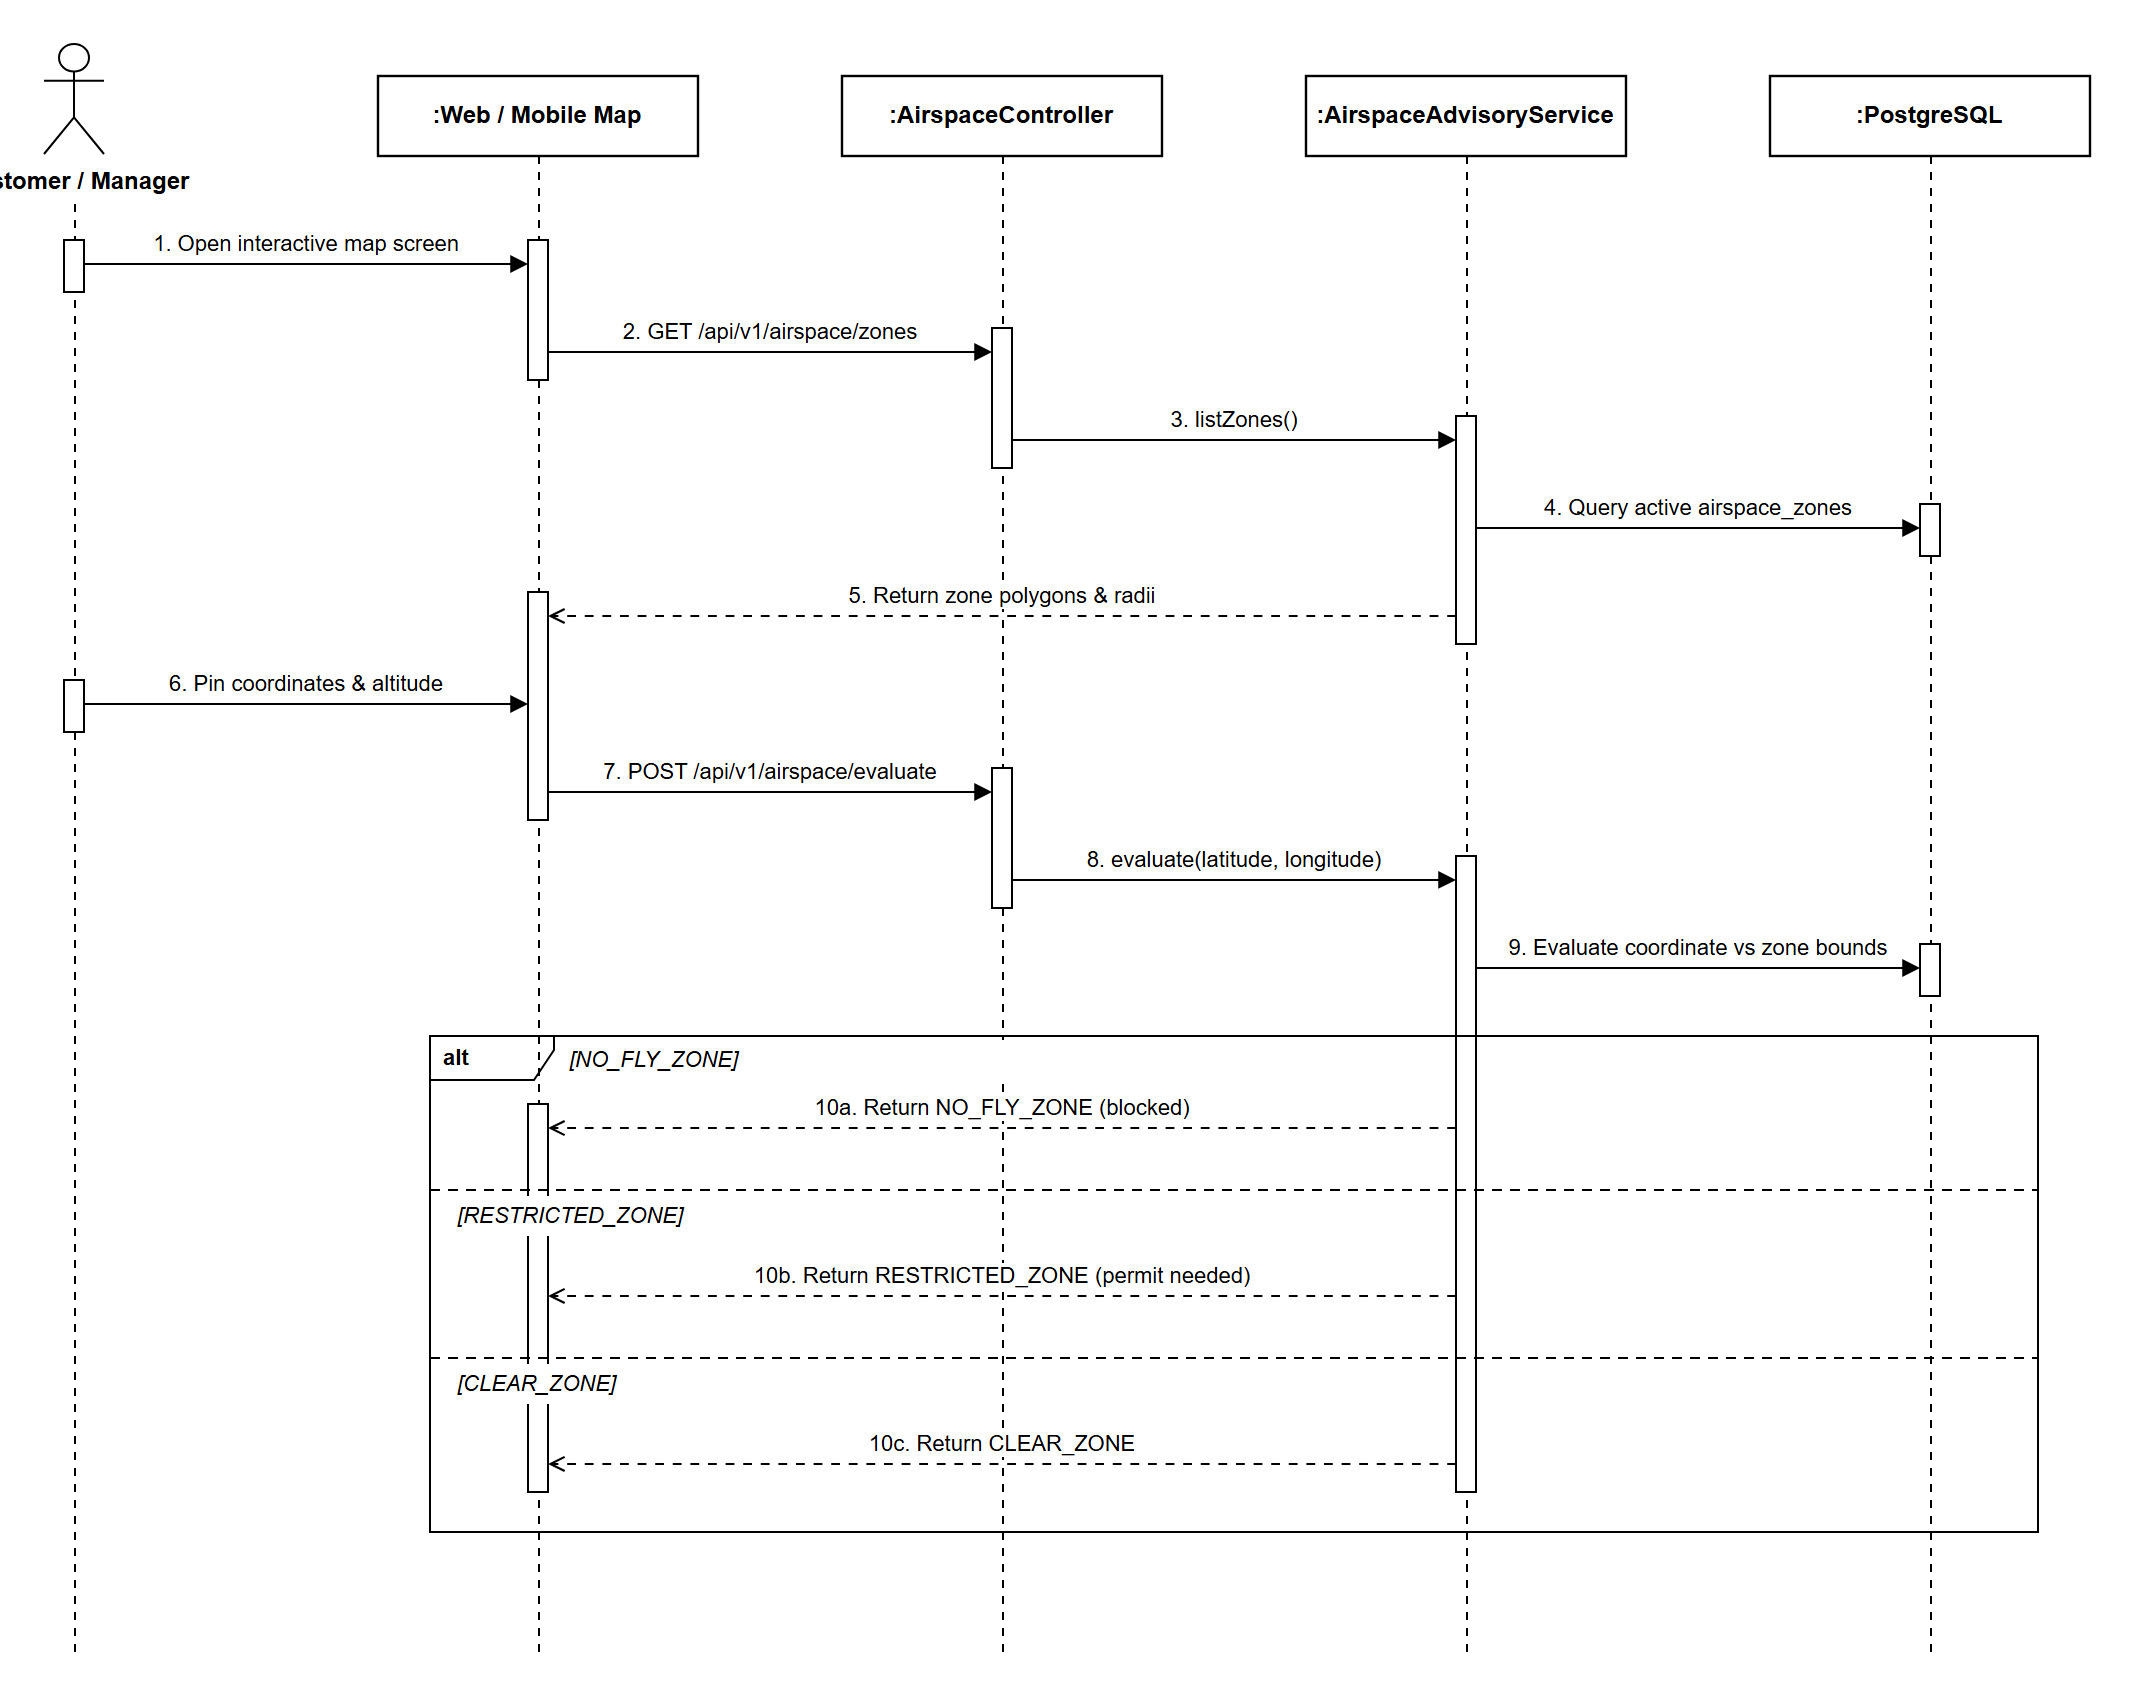 :Web / Mobile Map
:AirspaceController
:AirspaceAdvisoryService
:PostgreSQL
stomer / Manager
1. Open interactive map screen
2. GET /api/v1/airspace/zones
3. listZones()
4. Query active airspace_zones
5. Return zone polygons & radii
6. Pin coordinates & altitude
7. POST /api/v1/airspace/evaluate
8. evaluate(latitude, longitude)
9. Evaluate coordinate vs zone bounds
alt
[NO_FLY_ZONE]
10a. Return NO_FLY_ZONE (blocked)
[RESTRICTED_ZONE]
10b. Return RESTRICTED_ZONE (permit needed)
[CLEAR_ZONE]
10c. Return CLEAR_ZONE